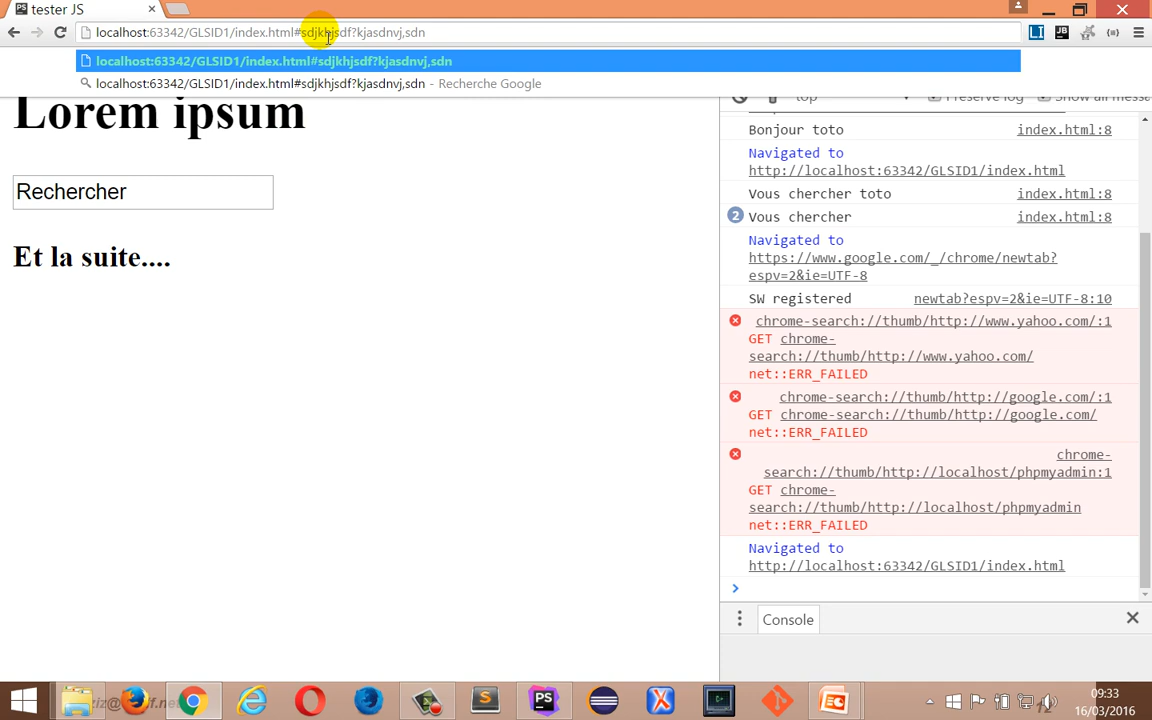 tester JS
localhost:63342/GLSID1/index.html#sdjkhjsdf?kjasdnvj,sdn
localhost:63342/GLSID1/index.html#sdjkhjsdf?kjasdnvj,sdn
localhost:63342/GLSID1/index.html#sdjkhjsdf?kjasdnvj,sdn - Recherche Google
top Preserve log Show all messa
Lorem ipsum
Rechercher
Et la suite....
Bonjour toto index.html:8
Navigated to
http://localhost:63342/GLSID1/index.html
Vous chercher toto index.html:8
2 Vous chercher index.html:8
Navigated to
https://www.google.com/_/chrome/newtab?
espv=2&ie=UTF-8
SW registered newtab?espv=2&ie=UTF-8:10
chrome-search://thumb/http://www.yahoo.com/:1
GET chrome-
search://thumb/http://www.yahoo.com/
net::ERR_FAILED
chrome-search://thumb/http://google.com/:1
GET chrome-search://thumb/http://google.com/
net::ERR_FAILED
chrome-
search://thumb/http://localhost/phpmyadmin:1
GET chrome-
search://thumb/http://localhost/phpmyadmin
net::ERR_FAILED
Navigated to
http://localhost:63342/GLSID1/index.html
Console
09:33
16/03/2016